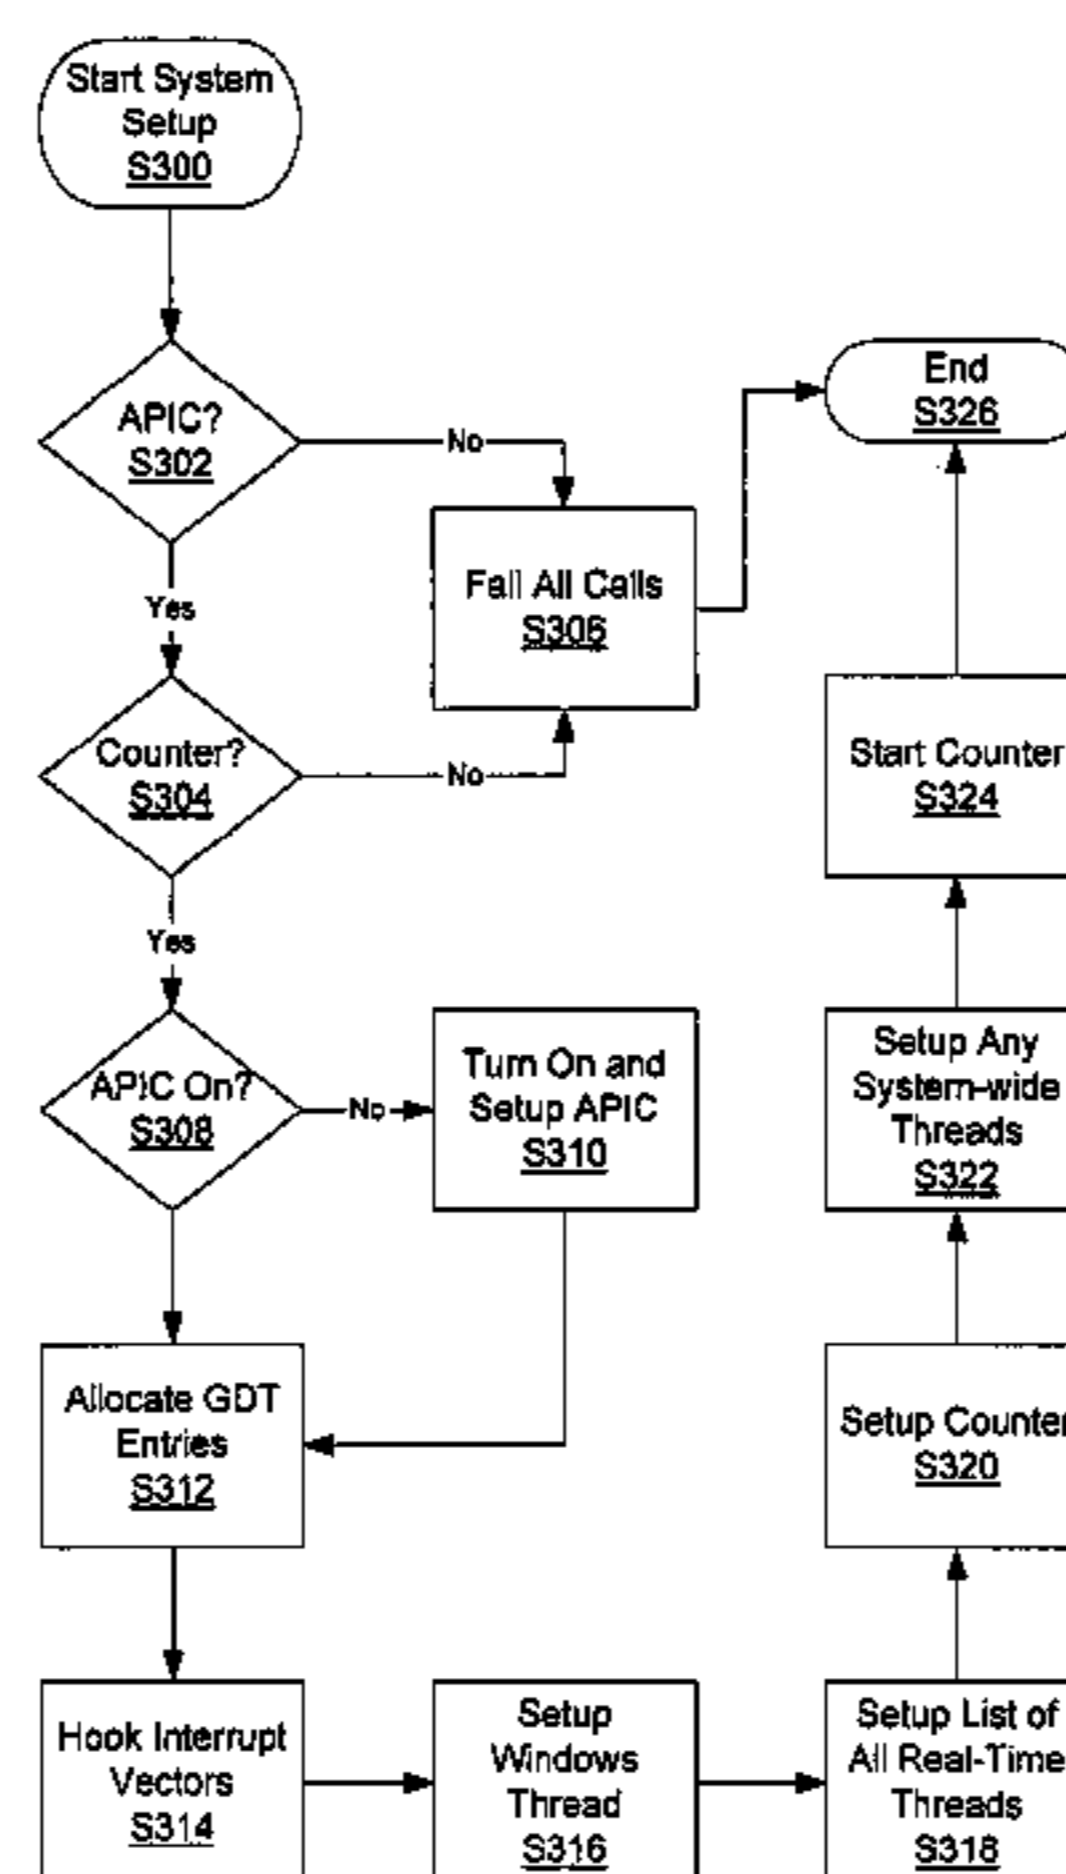 Start System
Setup
S300
APIC?
S302
No
Yes
Fail All Calls
S306
End
S326
Counter?
S304
No
Yes
Start Counter
S324
APIC On?
S308
No
Turn On and
Setup APIC
S310
Setup Any
System-wide
Threads
S322
Allocate GDT
Entries
S312
Setup Counter
S320
Hook Interrupt
Vectors
S314
Setup
Windows
Thread
S316
Setup List of
All Real-Time
Threads
S318